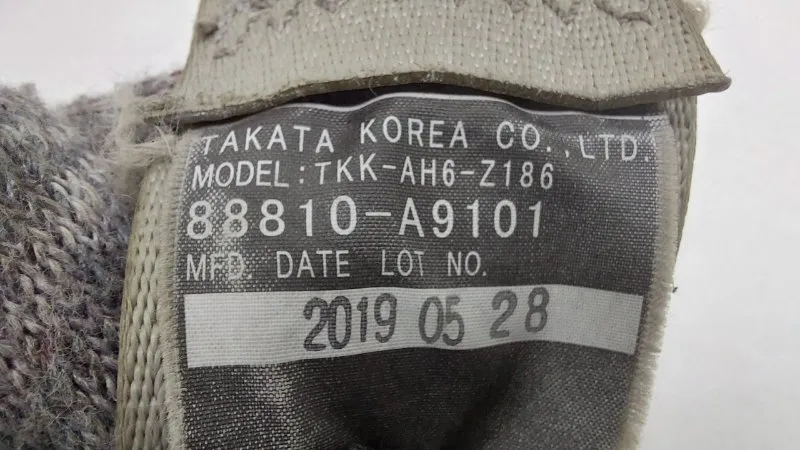 TAKATA KOREA CO.,LTD.
MODEL:TKK-AH6-Z186
88810-A9101
MFD. DATE LOT NO.
2019 05 28